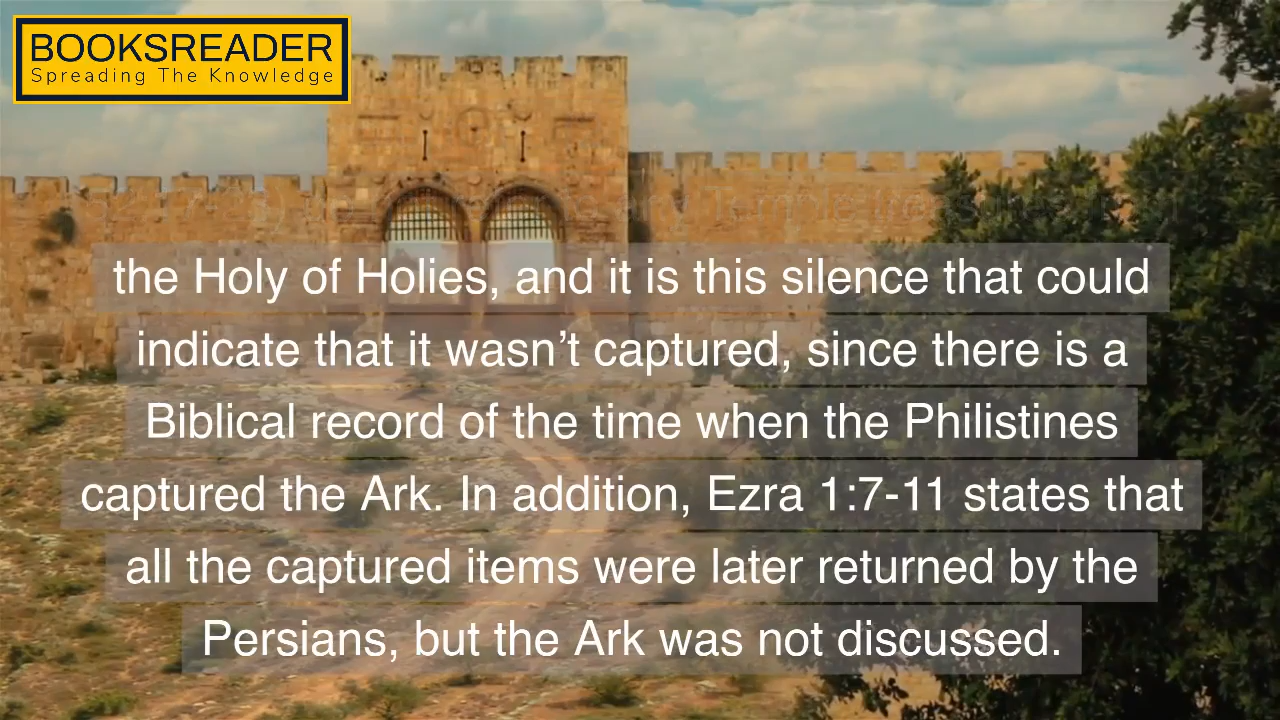 BOOKSREADER
Spreading The Knowledge
the Holy of Holies, and it is this silence that could
indicate that it wasn’t captured, since there is a
Biblical record of the time when the Philistines
captured the Ark. In addition, Ezra 1:7-11 states that
all the captured items were later returned by the
Persians, but the Ark was not discussed.